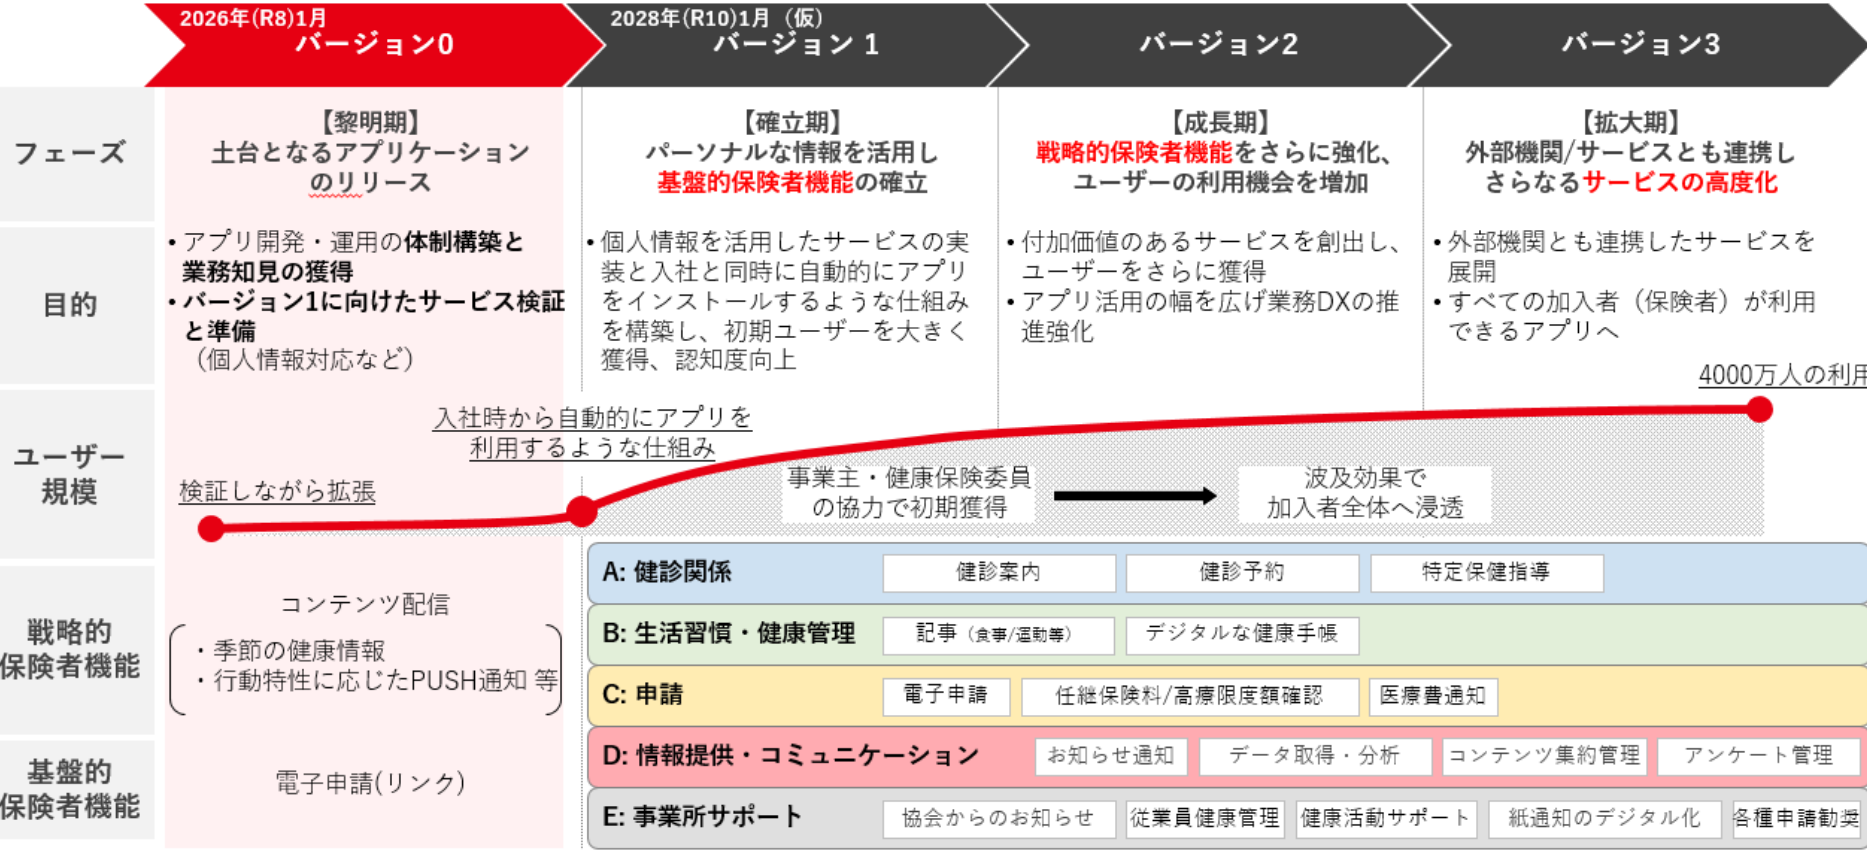 2026年(R8)1月
バージョン0
2028年(R10)1月（仮）
バージョン 1
バージョン2
バージョン3
フェーズ
【黎明期】
土台となるアプリケーション
のリリース
【確立期】
パーソナルな情報を活用し
基盤的保険者機能の確立
【成長期】
戦略的保険者機能をさらに強化、
ユーザーの利用機会を増加
【拡大期】
外部機関/サービスとも連携し
さらなるサービスの高度化
目的
• アプリ開発・運用の体制構築と
業務知見の獲得
• バージョン1に向けたサービス検証
と準備
（個人情報対応など）
• 個人情報を活用したサービスの実
装と入社と同時に自動的にアプリ
をインストールするような仕組み
を構築し、初期ユーザーを大きく
獲得、認知度向上
• 付加価値のあるサービスを創出し、
ユーザーをさらに獲得
• アプリ活用の幅を広げ業務DXの推
進強化
• 外部機関とも連携したサービスを
展開
• すべての加入者（保険者）が利用
できるアプリへ
ユーザー
規模
検証しながら拡張
入社時から自動的にアプリを
利用するような仕組み
事業主・健康保険委員
の協力で初期獲得
波及効果で
加入者全体へ浸透
4000万人の利用
戦略的
保険者機能
コンテンツ配信
・季節の健康情報
・行動特性に応じたPUSH通知 等
基盤的
保険者機能
電子申請(リンク)
A: 健診関係
健診案内
健診予約
特定保健指導
B: 生活習慣・健康管理
記事（食事/運動等）
デジタルな健康手帳
C: 申請
電子申請
任継保険料/高療限度額確認
医療費通知
D: 情報提供・コミュニケーション
お知らせ通知
データ取得・分析
コンテンツ集約管理
アンケート管理
E: 事業所サポート
協会からのお知らせ
従業員健康管理
健康活動サポート
紙通知のデジタル化
各種申請勧奨